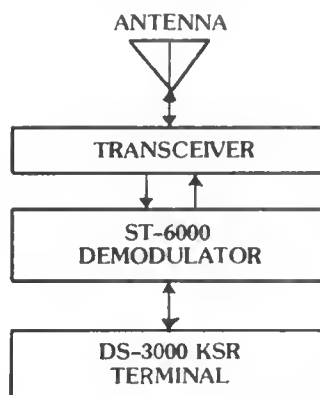 ANTENNA
TRANSCEIVER
ST-6000
DEMODULATOR
DS-3000 KSR
TERMINAL